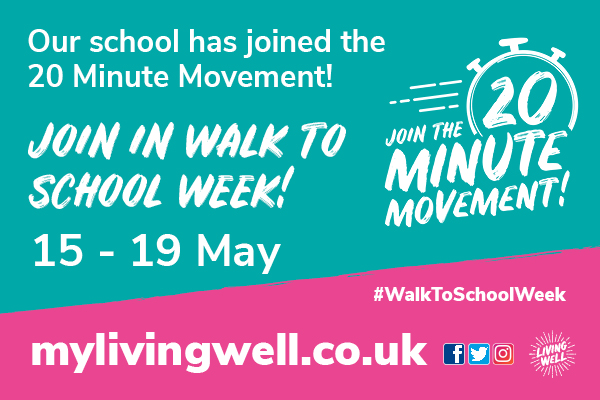 Our school has joined the
20 Minute Movement!
JOIN IN WALK TO
SCHOOL WEEK!
15 - 19 May
20
JOIN THE
MINUTE
MOVEMENT!
#WalkToSchoolWeek
mylivingwell.co.uk
LIVING
WELL